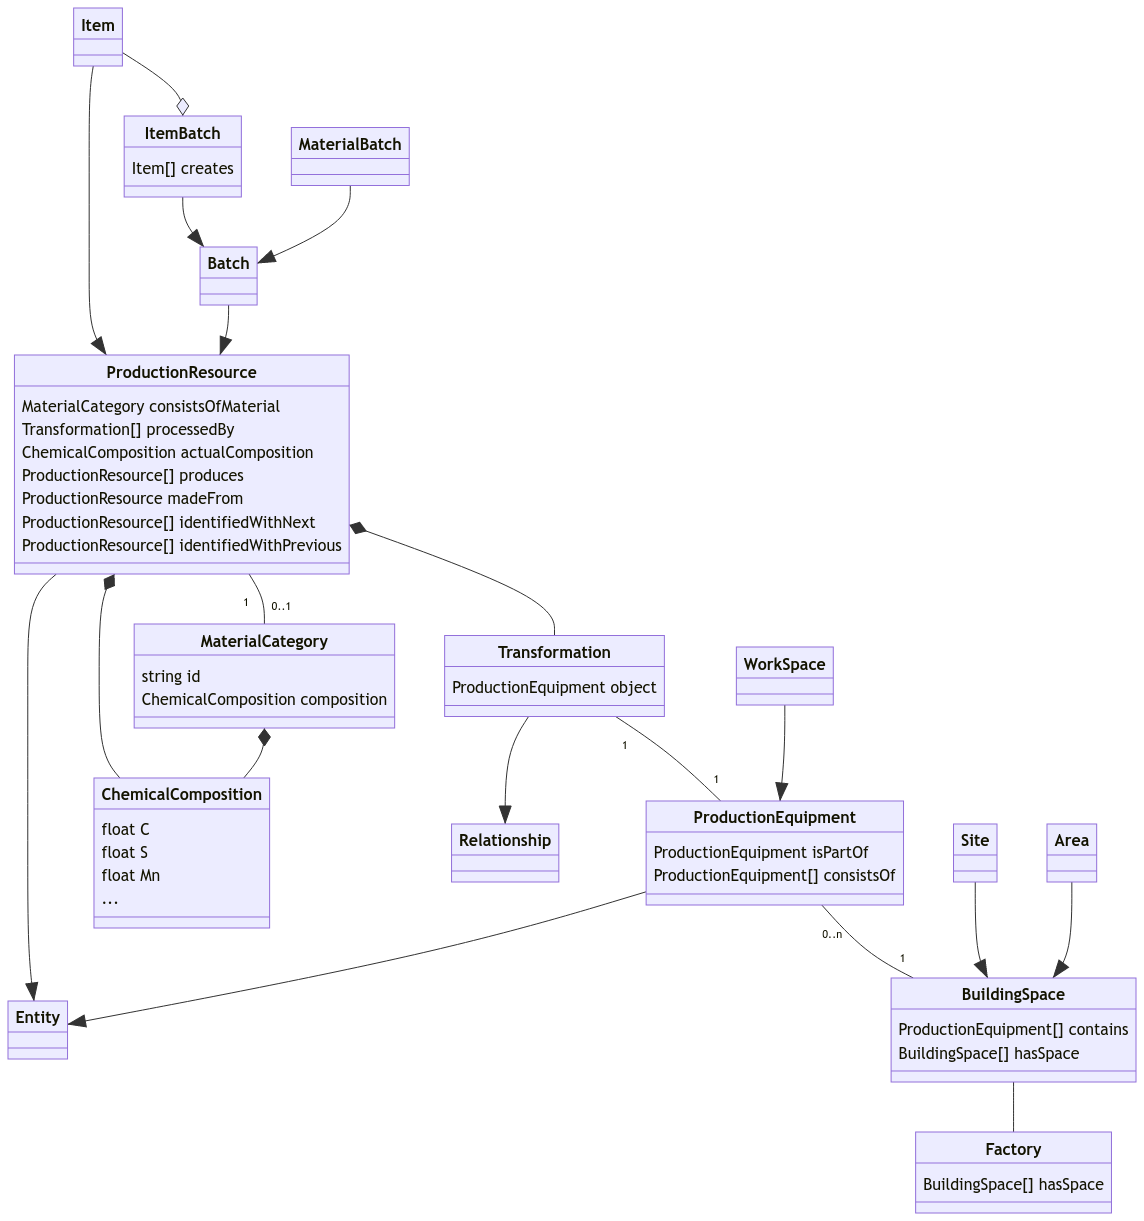 Item
ItemBatch
Item[] creates
MaterialBatch
Batch
ProductionResource
MaterialCategory consistsOfMaterial
Transformation[] processedBy
ChemicalComposition actualComposition
ProductionResource[] produces
ProductionResource madeFrom
ProductionResource[] identifiedWithNext
ProductionResource[] identifiedWithPrevious
1
0..1
MaterialCategory
string id
ChemicalComposition composition
Transformation
ProductionEquipment object
WorkSpace
1
1
ChemicalComposition
float C
float S
float Mn
...
Relationship
ProductionEquipment
ProductionEquipment isPartOf
ProductionEquipment[] consistsOf
Site
Area
0..n
1
Entity
BuildingSpace
ProductionEquipment[] contains
BuildingSpace[] hasSpace
Factory
BuildingSpace[] hasSpace